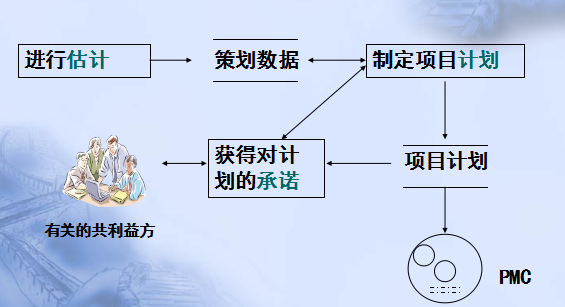 进行估计
策划数据
制定项目计划
获得对计
划的承诺
项目计划
有关的共利益方
PMC